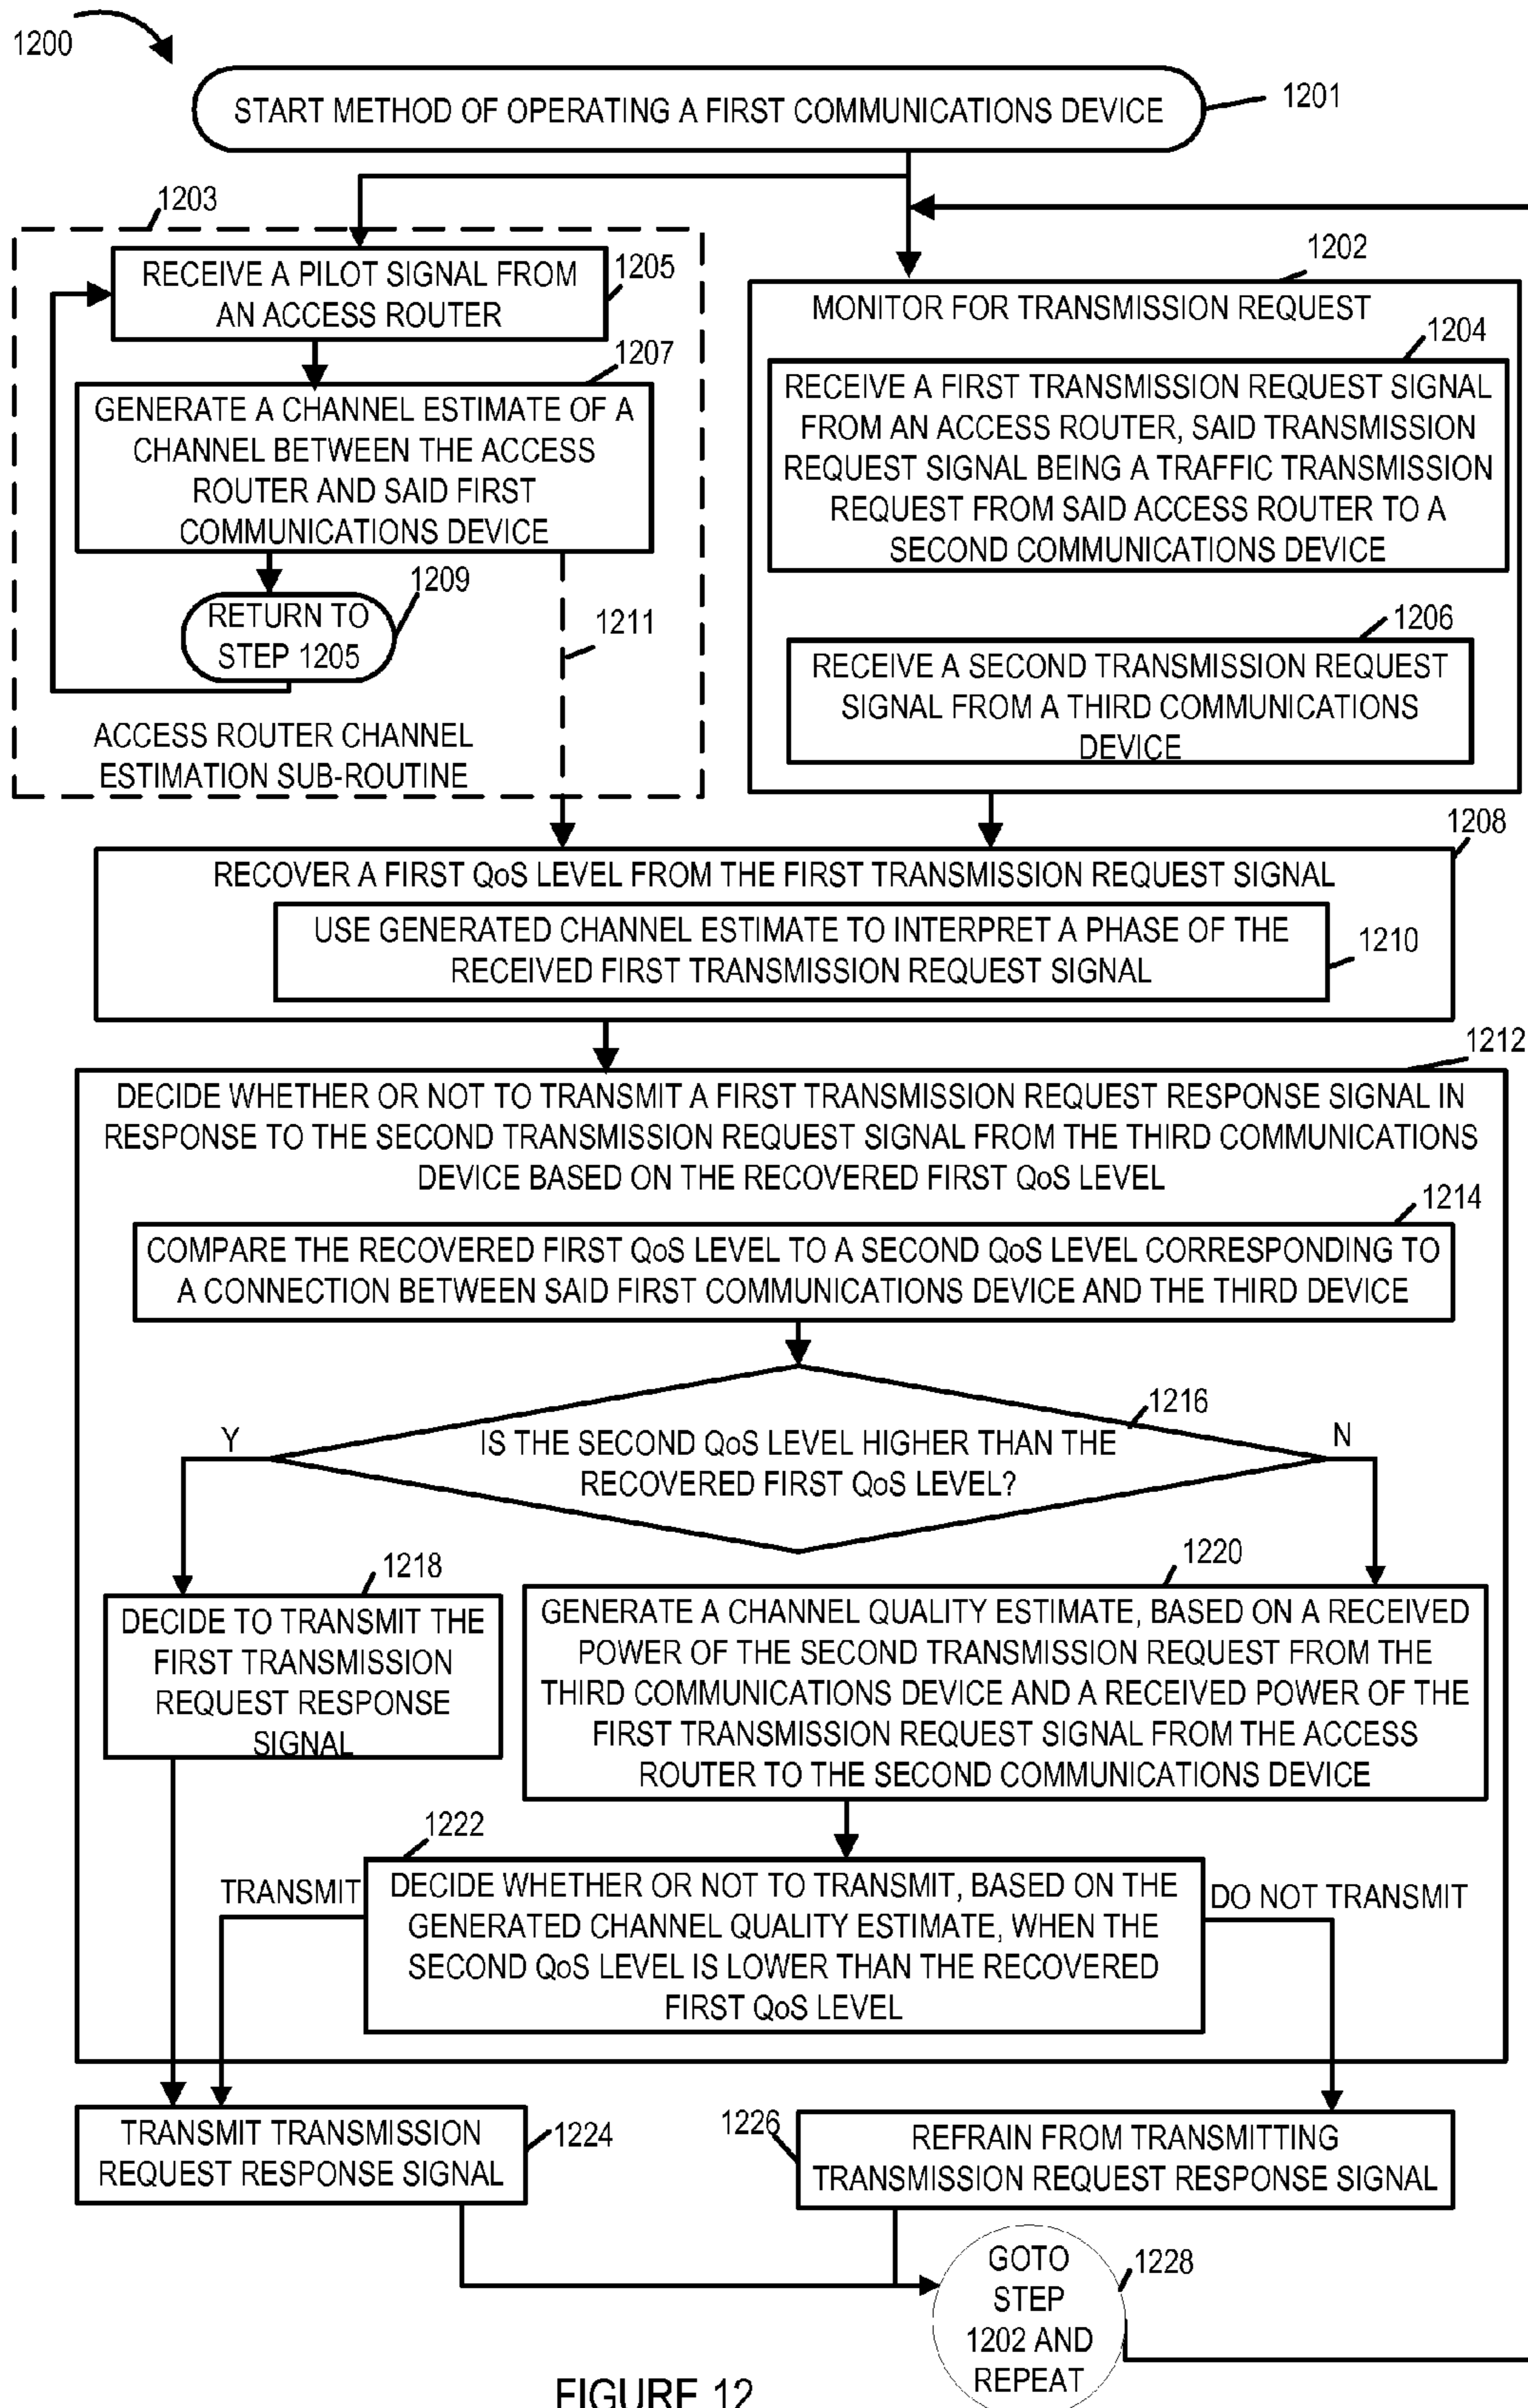 1200
START METHOD OF OPERATING A FIRST COMMUNICATIONS DEVICE
1201
1203
RECEIVE A PILOT SIGNAL FROM
AN ACCESS ROUTER
1205
1207
GENERATE A CHANNEL ESTIMATE OF A
CHANNEL BETWEEN THE ACCESS
ROUTER AND SAID FIRST
COMMUNICATIONS DEVICE
1209
RETURN TO
STEP 1205
1211
ACCESS ROUTER CHANNEL
ESTIMATION SUB-ROUTINE
1202
MONITOR FOR TRANSMISSION REQUEST
1204
RECEIVE A FIRST TRANSMISSION REQUEST SIGNAL
FROM AN ACCESS ROUTER, SAID TRANSMISSION
REQUEST SIGNAL BEING A TRAFFIC TRANSMISSION
REQUEST FROM SAID ACCESS ROUTER TO A
SECOND COMMUNICATIONS DEVICE
1206
RECEIVE A SECOND TRANSMISSION REQUEST
SIGNAL FROM A THIRD COMMUNICATIONS
DEVICE
1208
RECOVER A FIRST QoS LEVEL FROM THE FIRST TRANSMISSION REQUEST SIGNAL
USE GENERATED CHANNEL ESTIMATE TO INTERPRET A PHASE OF THE
RECEIVED FIRST TRANSMISSION REQUEST SIGNAL
1210
1212
DECIDE WHETHER OR NOT TO TRANSMIT A FIRST TRANSMISSION REQUEST RESPONSE SIGNAL IN
RESPONSE TO THE SECOND TRANSMISSION REQUEST SIGNAL FROM THE THIRD COMMUNICATIONS
DEVICE BASED ON THE RECOVERED FIRST QoS LEVEL
1214
COMPARE THE RECOVERED FIRST QoS LEVEL TO A SECOND QoS LEVEL CORRESPONDING TO
A CONNECTION BETWEEN SAID FIRST COMMUNICATIONS DEVICE AND THE THIRD DEVICE
1216
Y
IS THE SECOND QoS LEVEL HIGHER THAN THE
RECOVERED FIRST QoS LEVEL?
N
1218
DECIDE TO TRANSMIT THE
FIRST TRANSMISSION
REQUEST RESPONSE
SIGNAL
1220
GENERATE A CHANNEL QUALITY ESTIMATE, BASED ON A RECEIVED
POWER OF THE SECOND TRANSMISSION REQUEST FROM THE
THIRD COMMUNICATIONS DEVICE AND A RECEIVED POWER OF THE
FIRST TRANSMISSION REQUEST SIGNAL FROM THE ACCESS
ROUTER TO THE SECOND COMMUNICATIONS DEVICE
1222
TRANSMIT
DECIDE WHETHER OR NOT TO TRANSMIT, BASED ON THE
GENERATED CHANNEL QUALITY ESTIMATE, WHEN THE
SECOND QoS LEVEL IS LOWER THAN THE RECOVERED
FIRST QoS LEVEL
DO NOT TRANSMIT
TRANSMIT TRANSMISSION
REQUEST RESPONSE SIGNAL
1224
1226
REFRAIN FROM TRANSMITTING
TRANSMISSION REQUEST RESPONSE SIGNAL
GOTO
STEP
1202 AND
REPEAT
1228
FIGURE 12